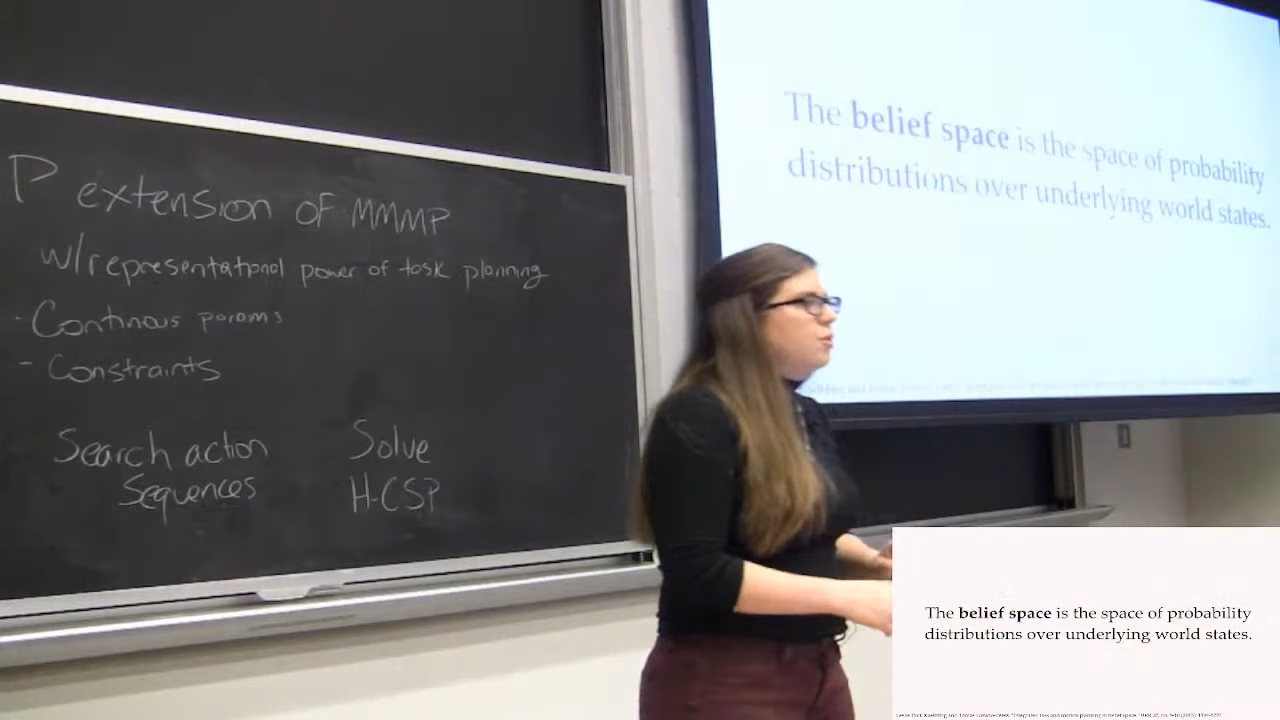 P extension of MMMP
w/representational power of task planning
- Continous params
- Constraints
Search action
Sequences
Solve
H-CSP
The belief space is the space of probability
distributions over underlying world states.
The belief space is the space of probability
distributions over underlying world states.